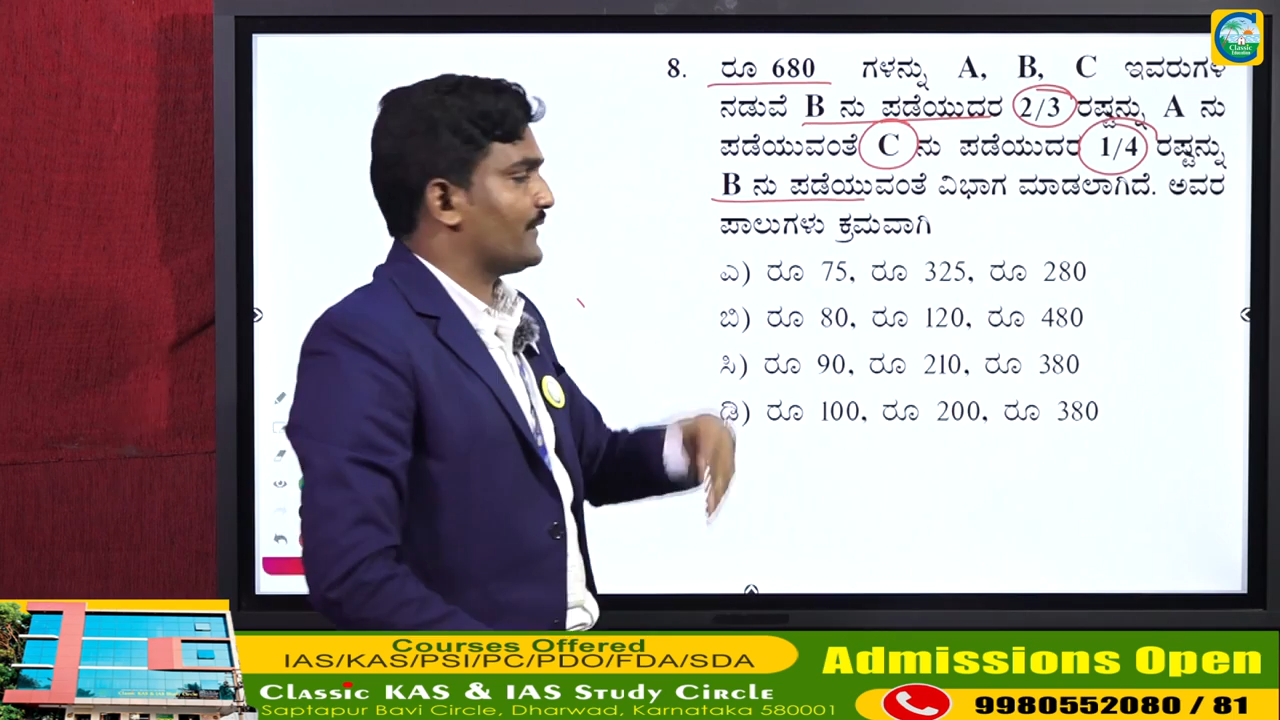 Classic
Education
8. ರೂ 680 ಗಳನ್ನು A, B, C ಇವರುಗಳ
ನಡುವೆ B ನು ಪಡೆಯುದರ 2/3 ರಷ್ಟನ್ನು A ನು
ಪಡೆಯುವಂತೆ C ನು ಪಡೆಯುದರ 1/4 ರಷ್ಟನ್ನು
B ನು ಪಡೆಯುವಂತೆ ವಿಭಾಗ ಮಾಡಲಾಗಿದೆ. ಅವರ
ಪಾಲುಗಳು ಕ್ರಮವಾಗಿ
ಎ) ರೂ 75, ರೂ 325, ರೂ 280
ಬಿ) ರೂ 80, ರೂ 120, ರೂ 480
ಸಿ) ರೂ 90, ರೂ 210, ರೂ 380
ಡಿ) ರೂ 100, ರೂ 200, ರೂ 380
Courses Offered
IAS/KAS/PSI/PC/PDO/FDA/SDA
Classic KAS & IAS Study Circle
Saptapur Bavi Circle, Dharwad, Karnataka 580001
Admissions Open
9980552080 / 81